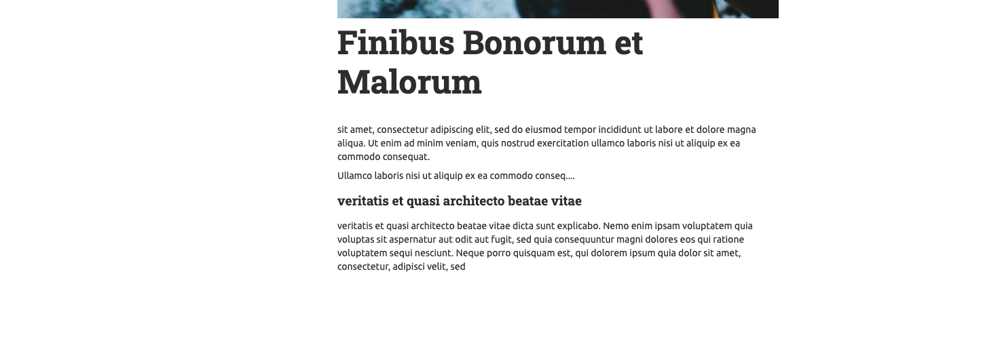 Finibus Bonorum et
Malorum
sit amet, consectetur adipiscing elit, sed do eiusmod tempor incididunt ut labore et dolore magna
aliqua. Ut enim ad minim veniam, quis nostrud exercitation ullamco laboris nisi ut aliquip ex ea
commodo consequat.
Ullamco laboris nisi ut aliquip ex ea commodo conseq....
veritatis et quasi architecto beatae vitae
veritatis et quasi architecto beatae vitae dicta sunt explicabo. Nemo enim ipsam voluptatem quia
voluptas sit aspernatur aut odit aut fugit, sed quia consequuntur magni dolores eos qui ratione
voluptatem sequi nesciunt. Neque porro quisquam est, qui dolorem ipsum quia dolor sit amet,
consectetur, adipisci velit, sed